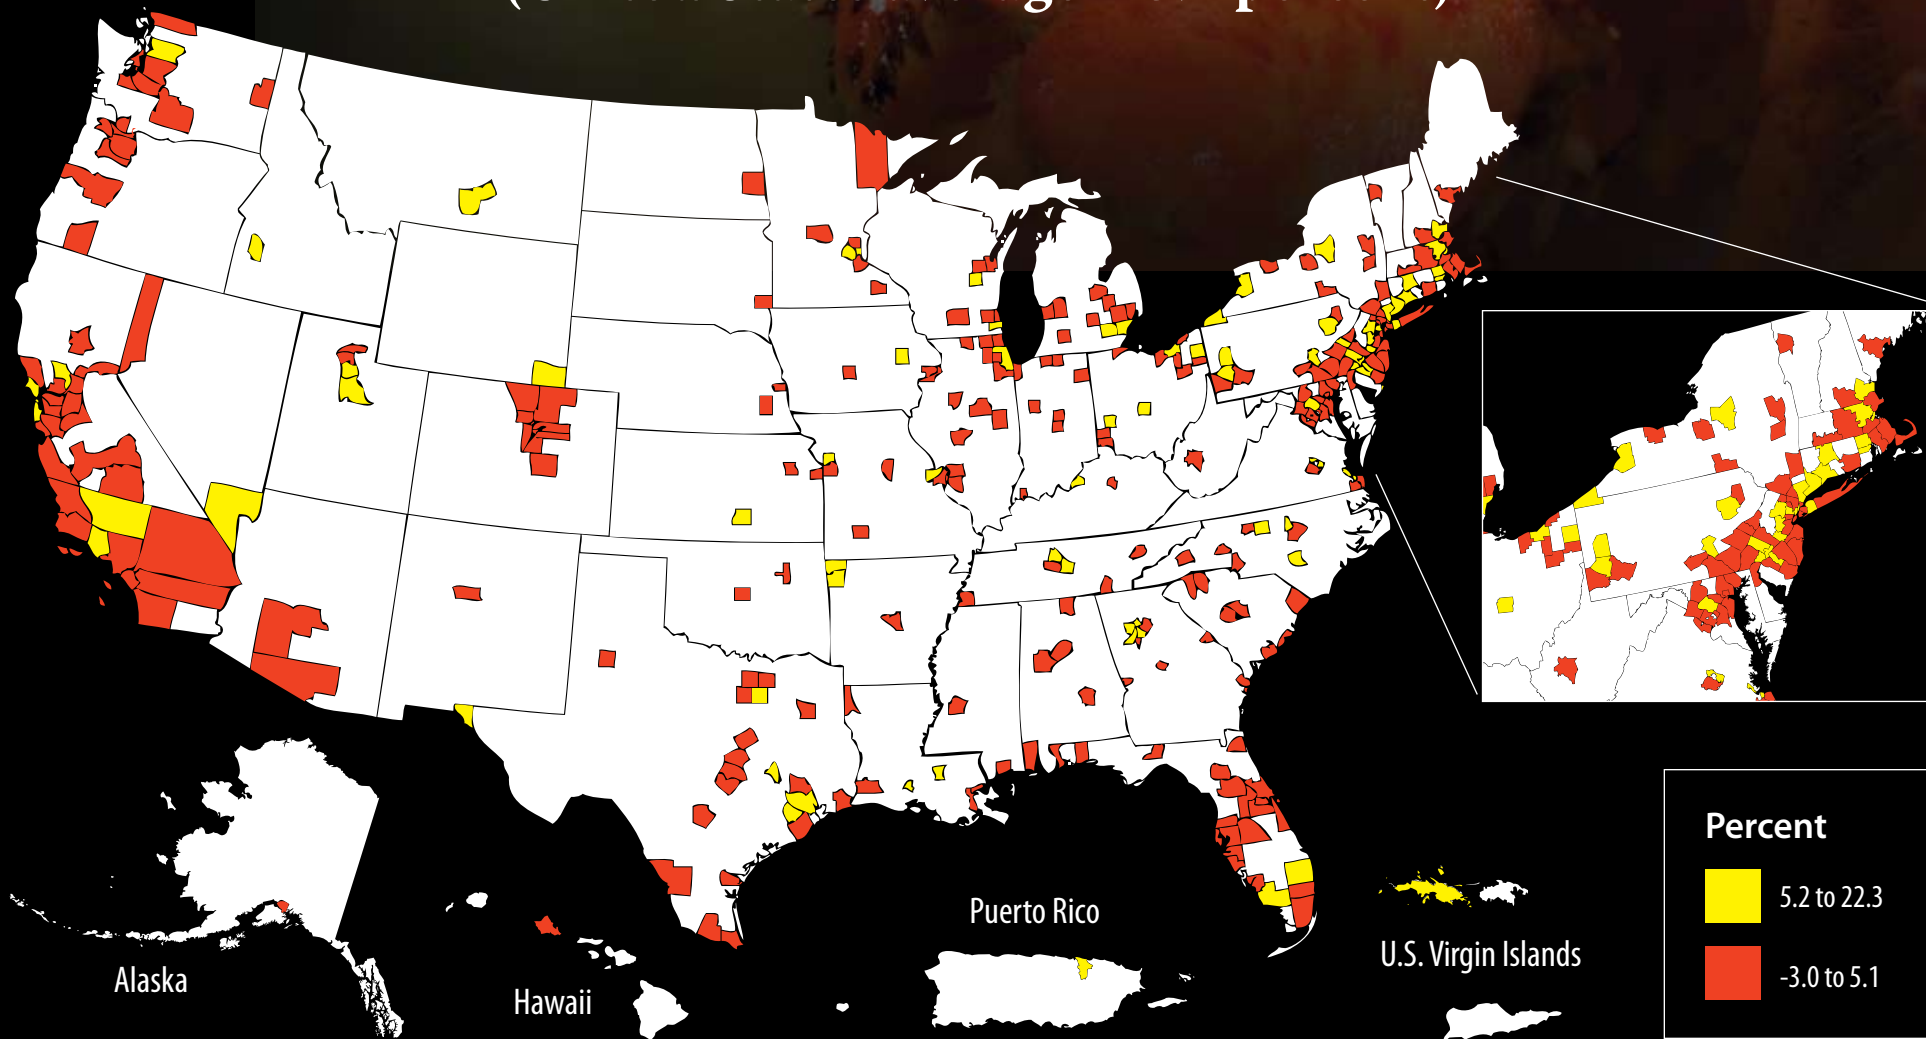 Puerto Rico
U.S. Virgin Islands
Alaska
Hawaii
Percent
5.2 to 22.3
-3.0 to 5.1